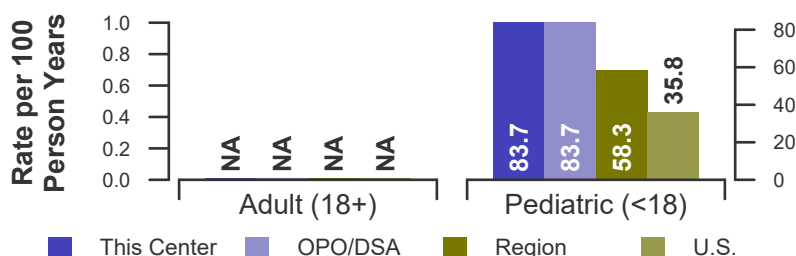 Rate per 100
Person Years
1.0
0.8
0.6
0.4
0.2
0.0
NA NA NA NA
83.7 83.7 58.3 35.8
80
60
40
20
0
Adult (18+) Pediatric (<18)
This Center OPO/DSA Region U.S.